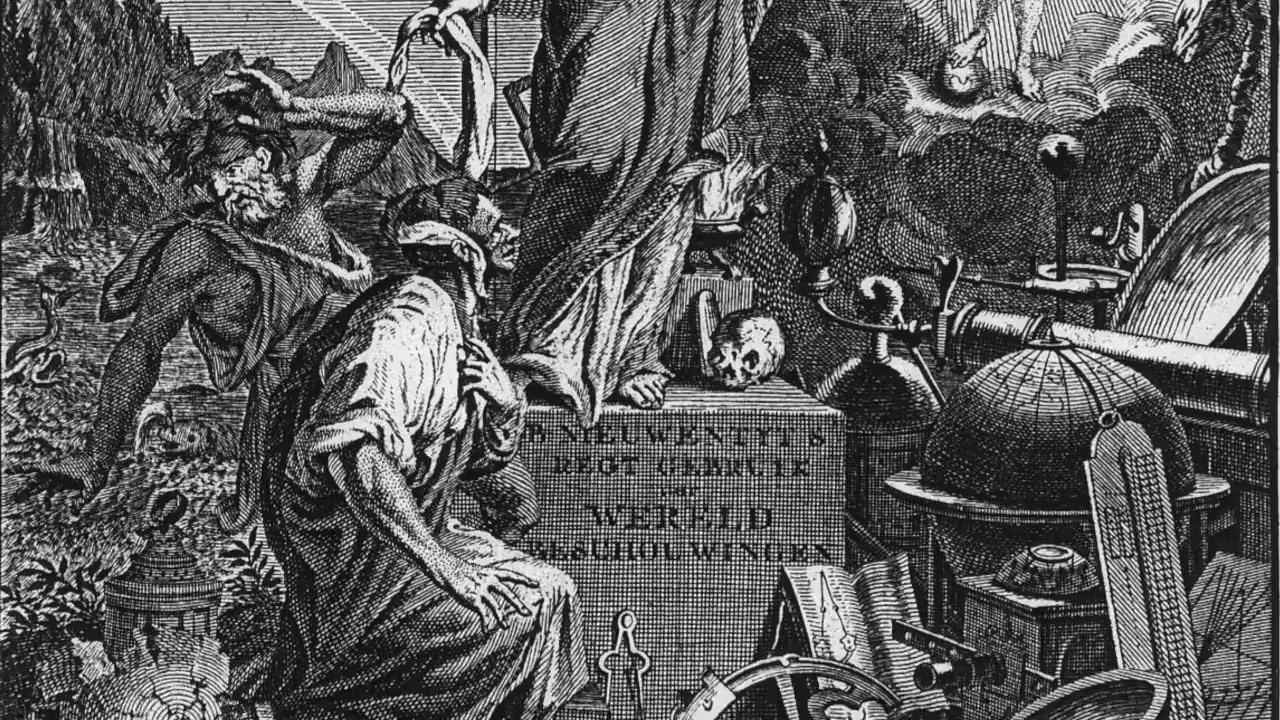 B NIEUWENTYTS
REGT GEBRUIK
der
WERELD
BESCHOUWINGEN